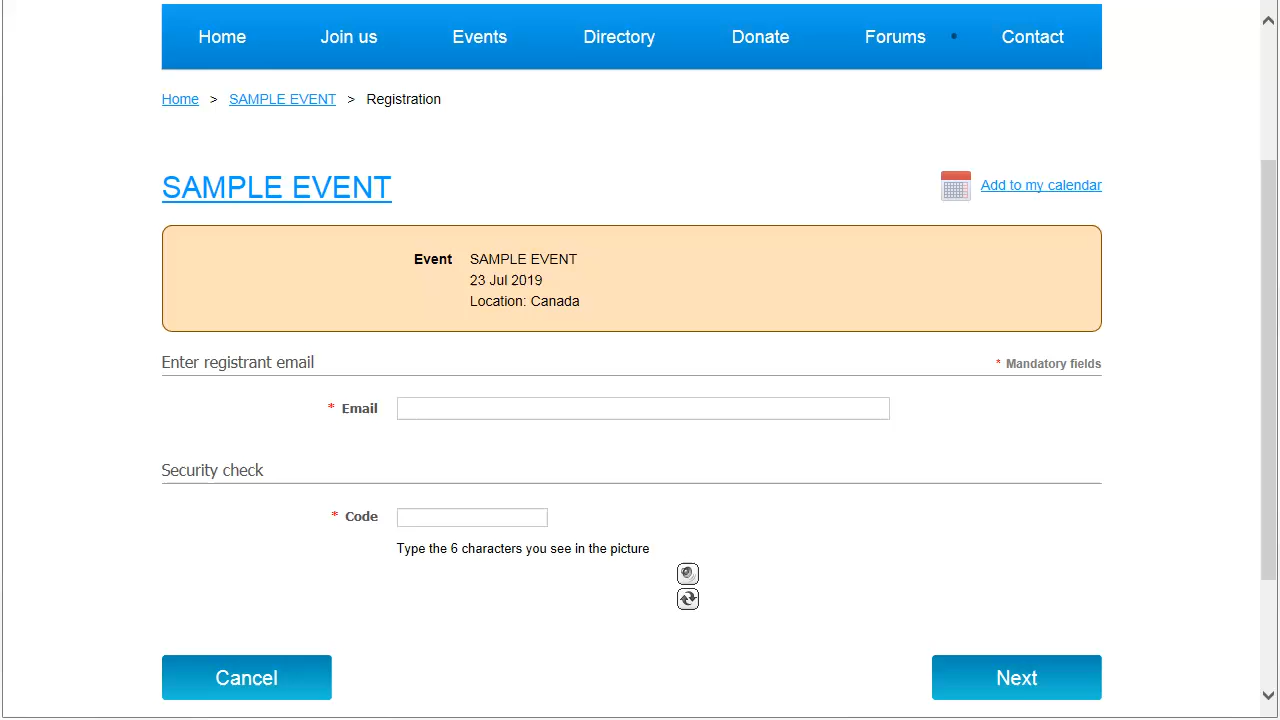 Home Join us Events Directory Donate Forums Contact
Home > SAMPLE EVENT > Registration
SAMPLE EVENT
Add to my calendar
Event SAMPLE EVENT
23 Jul 2019
Location: Canada
Enter registrant email
* Mandatory fields
* Email
Security check
* Code
Type the 6 characters you see in the picture
Cancel
Next